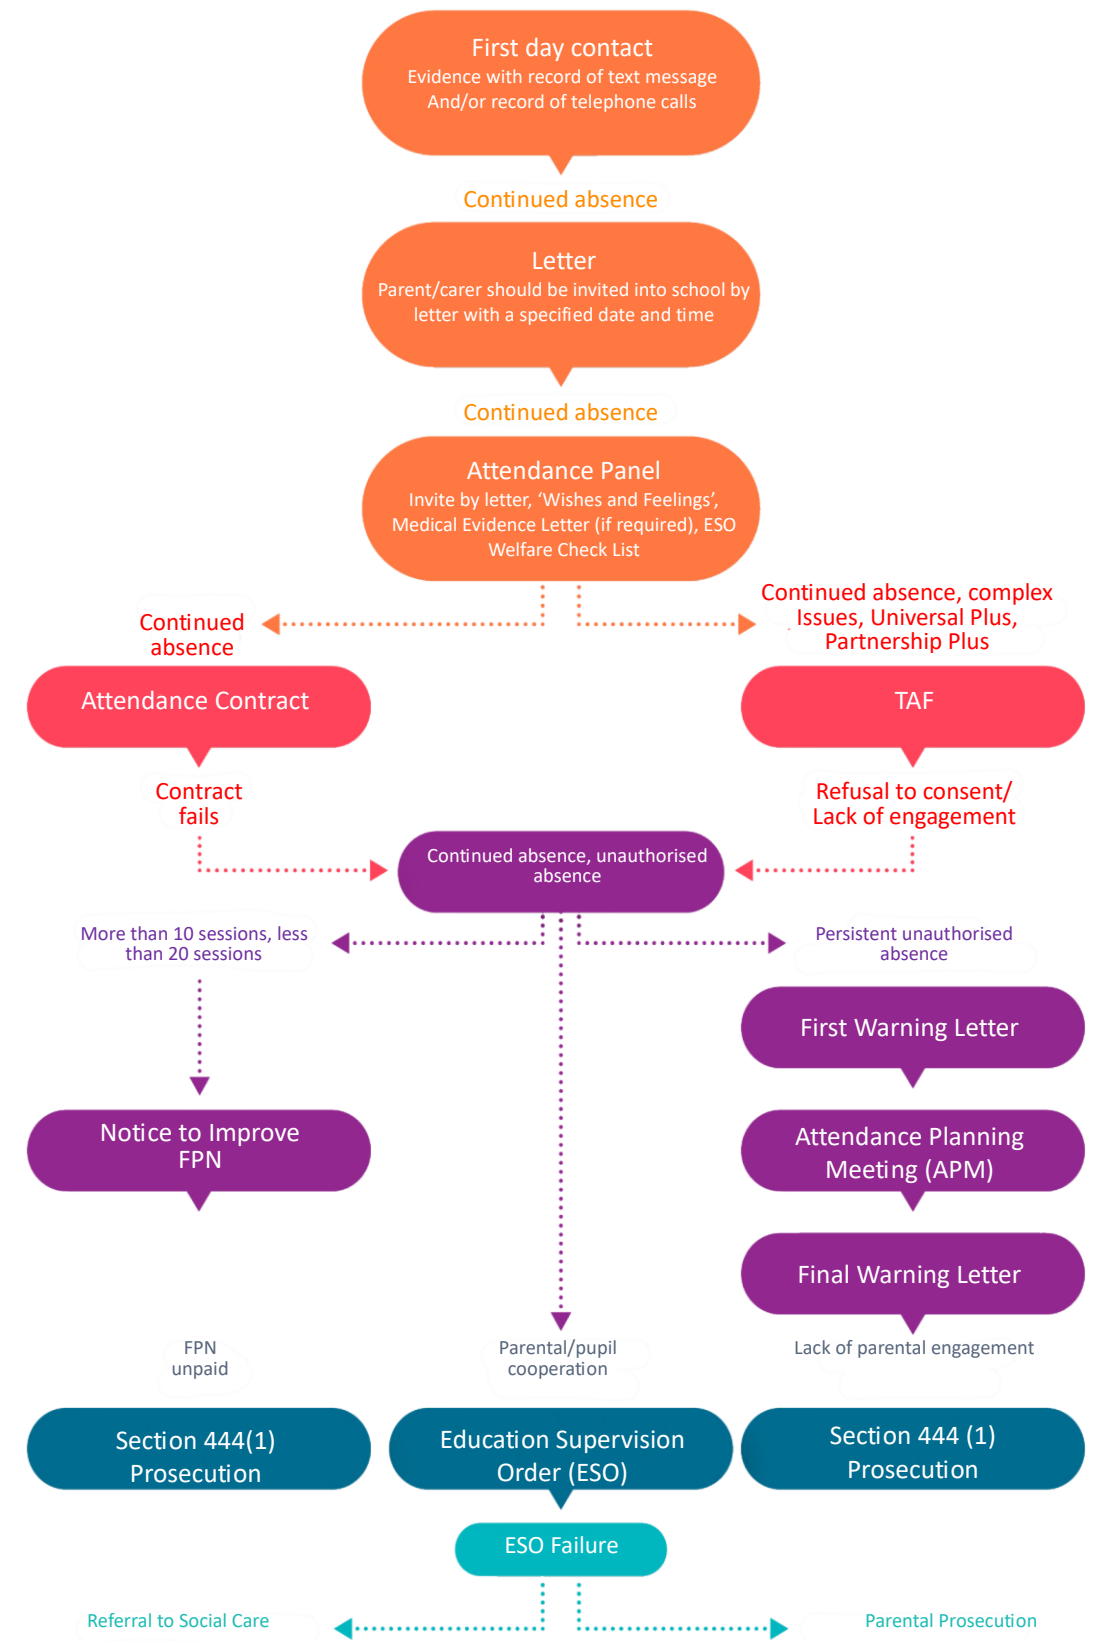 First day contact
Evidence with record of text message
And/or record of telephone calls
Continued absence
Letter
Parent/carer should be invited into school by
letter with a specified date and time
Continued absence
Attendance Panel
Invite by letter, ‘Wishes and Feelings’,
Medical Evidence Letter (if required), ESO
Welfare Check List
Continued
absence
Continued absence, complex
Issues, Universal Plus,
Partnership Plus
Attendance Contract
TAF
Contract
fails
Refusal to consent/
Lack of engagement
Continued absence, unauthorised
absence
More than 10 sessions, less
than 20 sessions
Persistent unauthorised
absence
First Warning Letter
Notice to Improve
FPN
Attendance Planning
Meeting (APM)
Final Warning Letter
FPN
unpaid
Parental/pupil
cooperation
Lack of parental engagement
Section 444(1)
Prosecution
Education Supervision
Order (ESO)
Section 444 (1)
Prosecution
ESO Failure
Referral to Social Care
Parental Prosecution